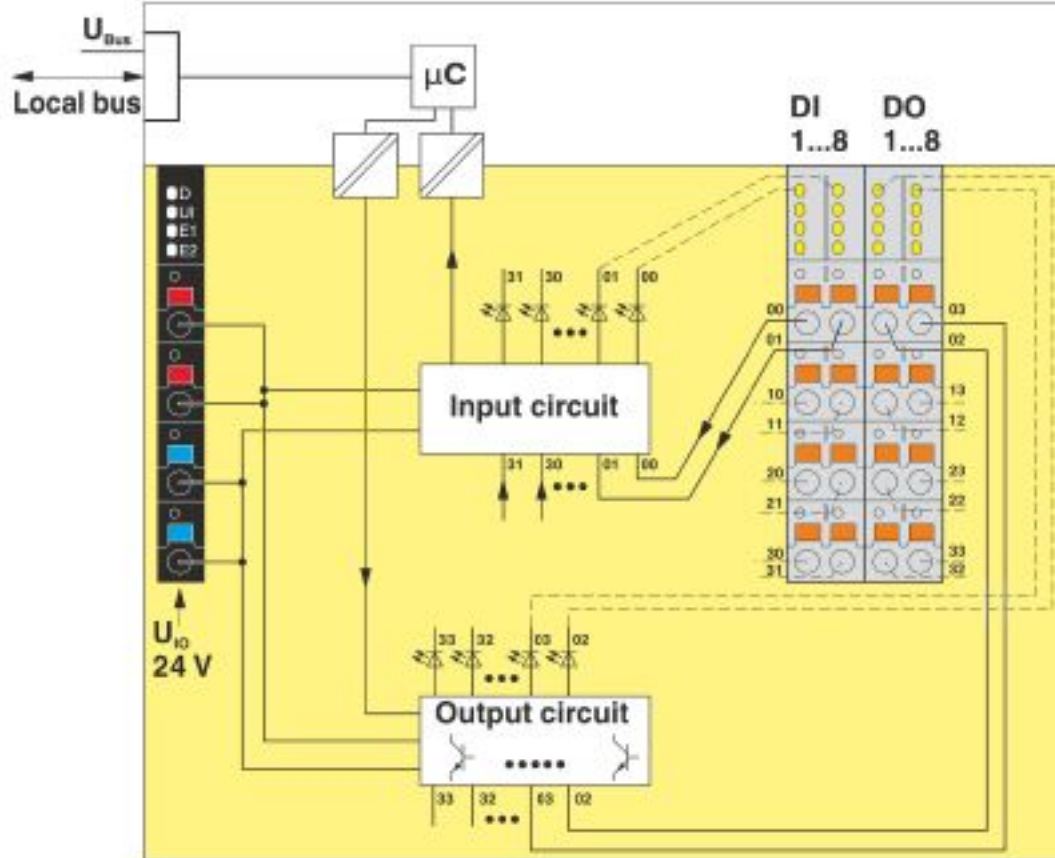 U_Bus
Local bus
µC
DI
1...8
DO
1...8
D
UI
E1
E2
31 30 01 00
00
01
03
02
Input circuit
10
11
13
12
31 30 01 00
20
21
23
22
30
31
33
32
U_IO
24 V
33 32 03 02
Output circuit
33 32 03 02